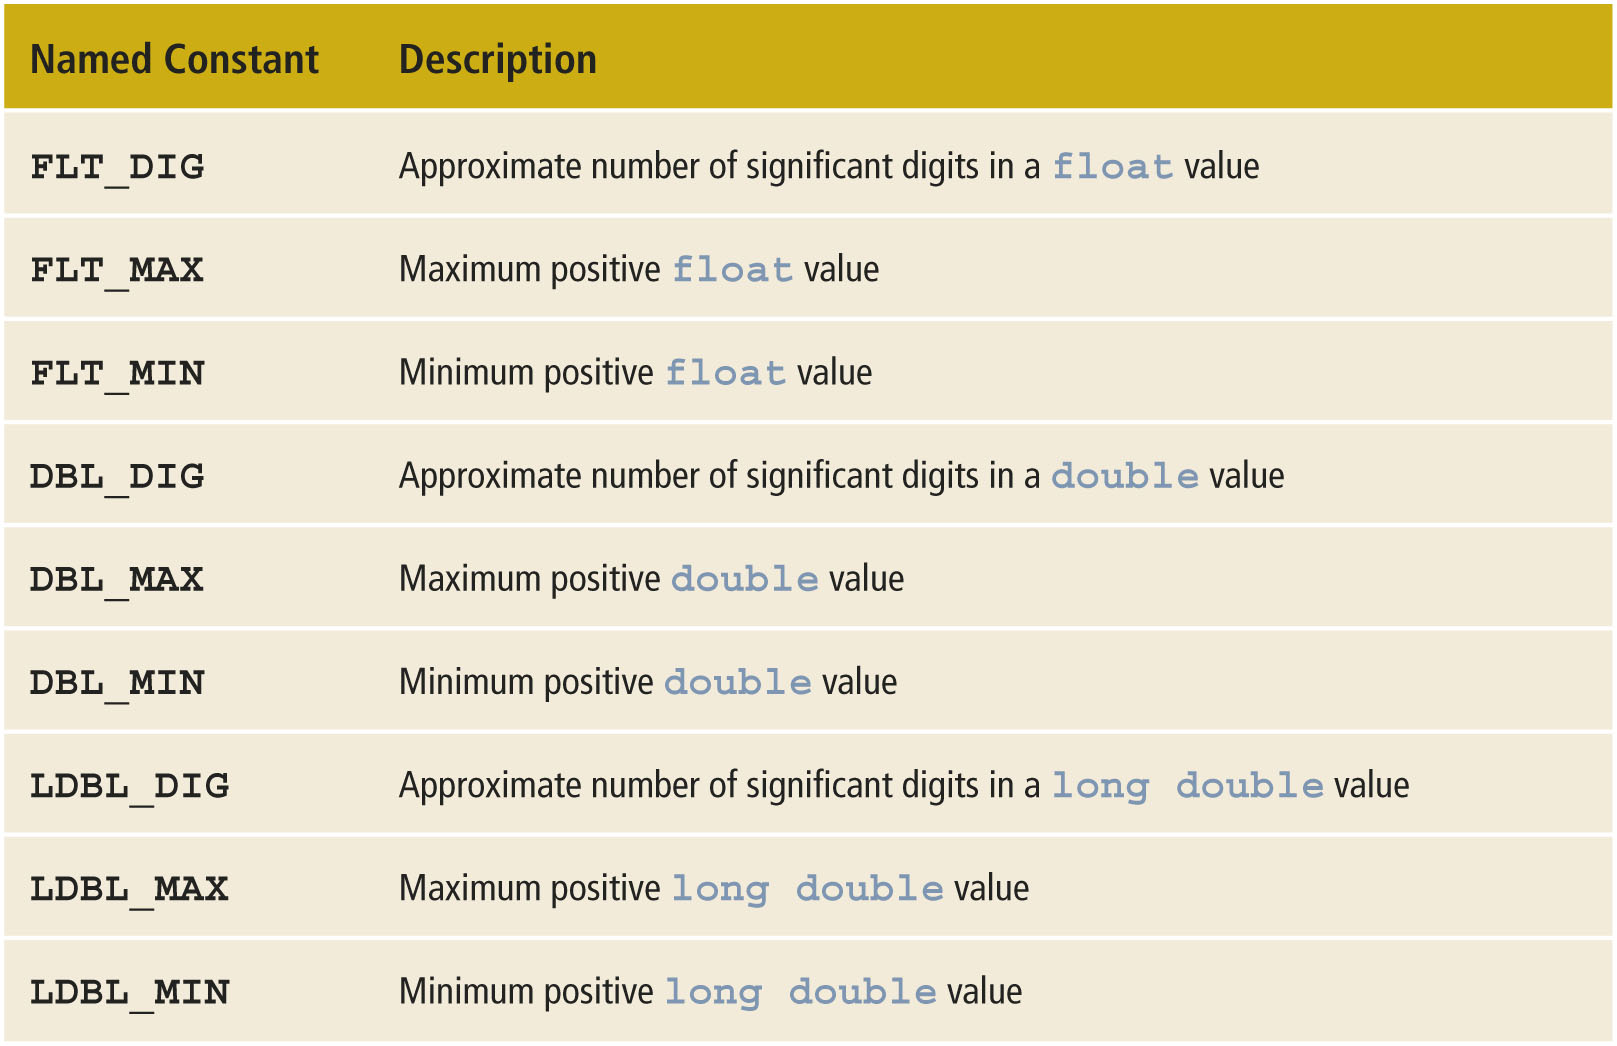 Named Constant Description
FLT_DIG Approximate number of significant digits in a float value
FLT_MAX Maximum positive float value
FLT_MIN Minimum positive float value
DBL_DIG Approximate number of significant digits in a double value
DBL_MAX Maximum positive double value
DBL_MIN Minimum positive double value
LDBL_DIG Approximate number of significant digits in a long double value
LDBL_MAX Maximum positive long double value
LDBL_MIN Minimum positive long double value